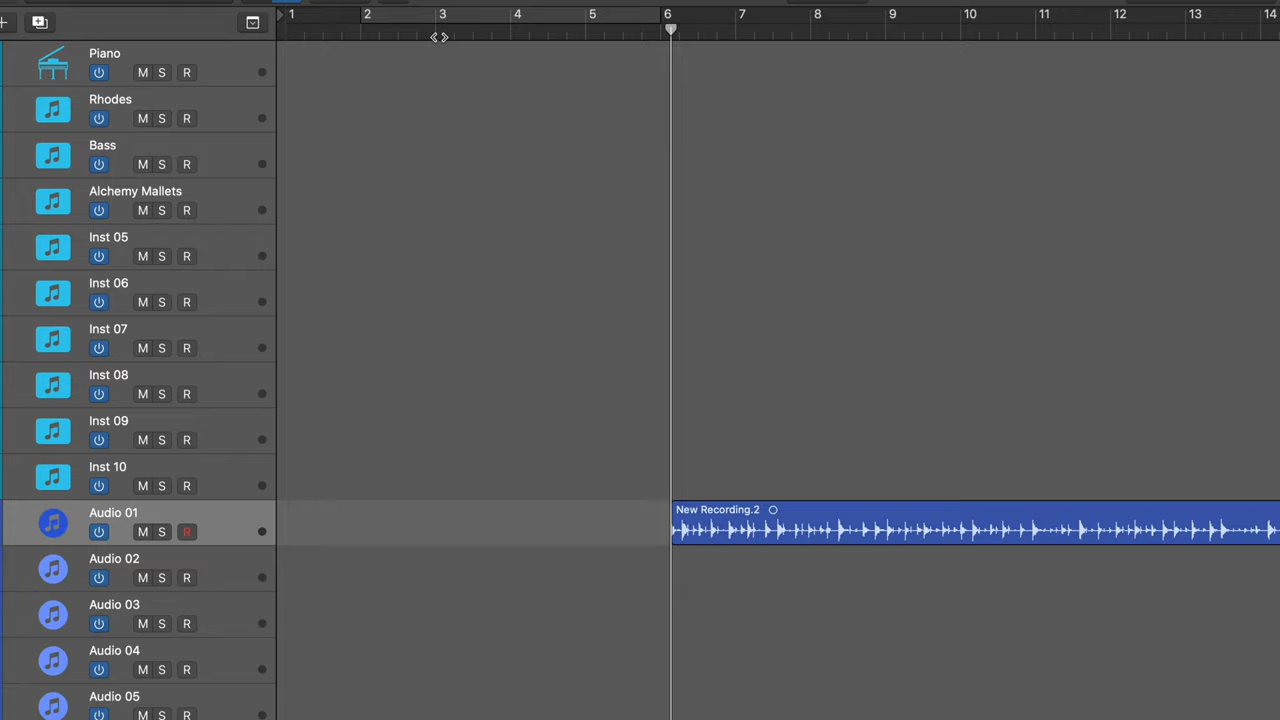 1 2 3 4 5 6 7 8 9 10 11 12 13 14
Piano
M S R
Rhodes
M S R
Bass
M S R
Alchemy Mallets
M S R
Inst 05
M S R
Inst 06
M S R
Inst 07
M S R
Inst 08
M S R
Inst 09
M S R
Inst 10
M S R
Audio 01
M S R
New Recording.2
Audio 02
M S R
Audio 03
M S R
Audio 04
M S R
Audio 05
M S R